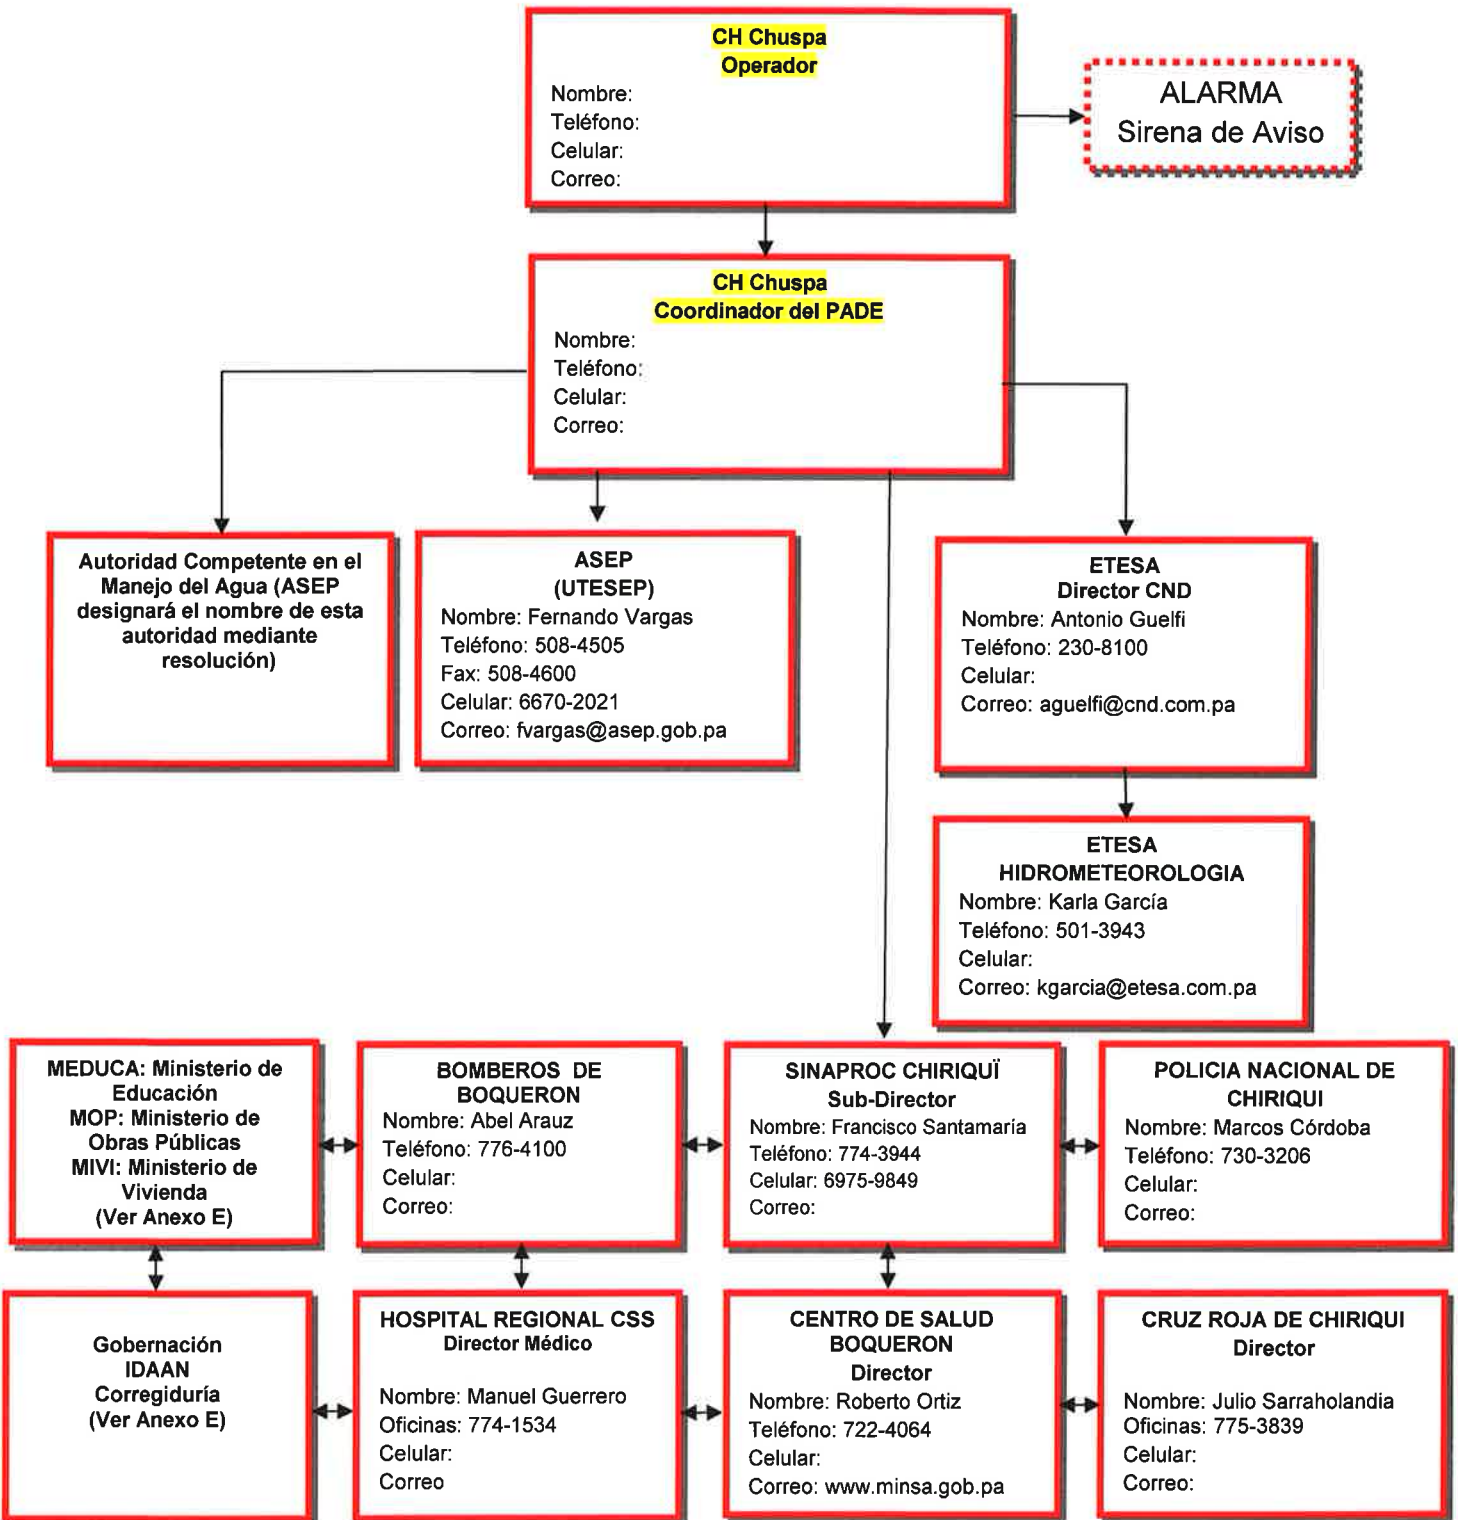 CH Chuspa
Operador
Nombre:
Teléfono:
Celular:
Correo:
ALARMA
Sirena de Aviso
CH Chuspa
Coordinador del PADE
Nombre:
Teléfono:
Celular:
Correo:
Autoridad Competente en el
Manejo del Agua (ASEP
designará el nombre de esta
autoridad mediante
resolución)
ASEP
(UTESEP)
Nombre: Fernando Vargas
Teléfono: 508-4505
Fax: 508-4600
Celular: 6670-2021
Correo: fvargas@asep.gob.pa
ETESA
Director CND
Nombre: Antonio Guelfi
Teléfono: 230-8100
Celular:
Correo: aguelfi@cnd.com.pa
ETESA
HIDROMETEOROLOGIA
Nombre: Karla García
Teléfono: 501-3943
Celular:
Correo: kgarcia@etesa.com.pa
MEDUCA: Ministerio de
Educación
MOP: Ministerio de
Obras Públicas
MIVI: Ministerio de
Vivienda
(Ver Anexo E)
BOMBEROS DE
BOQUERON
Nombre: Abel Arauz
Teléfono: 776-4100
Celular:
Correo:
SINAPROC CHIRIQUÏ
Sub-Director
Nombre: Francisco Santamaría
Teléfono: 774-3944
Celular: 6975-9849
Correo:
POLICIA NACIONAL DE
CHIRIQUI
Nombre: Marcos Córdoba
Teléfono: 730-3206
Celular:
Correo:
Gobernación
IDAAN
Corregiduría
(Ver Anexo E)
HOSPITAL REGIONAL CSS
Director Médico
Nombre: Manuel Guerrero
Oficinas: 774-1534
Celular:
Correo
CENTRO DE SALUD
BOQUERON
Director
Nombre: Roberto Ortiz
Teléfono: 722-4064
Celular:
Correo: www.minsa.gob.pa
CRUZ ROJA DE CHIRIQUI
Director
Nombre: Julio Sarraholandia
Oficinas: 775-3839
Celular:
Correo: